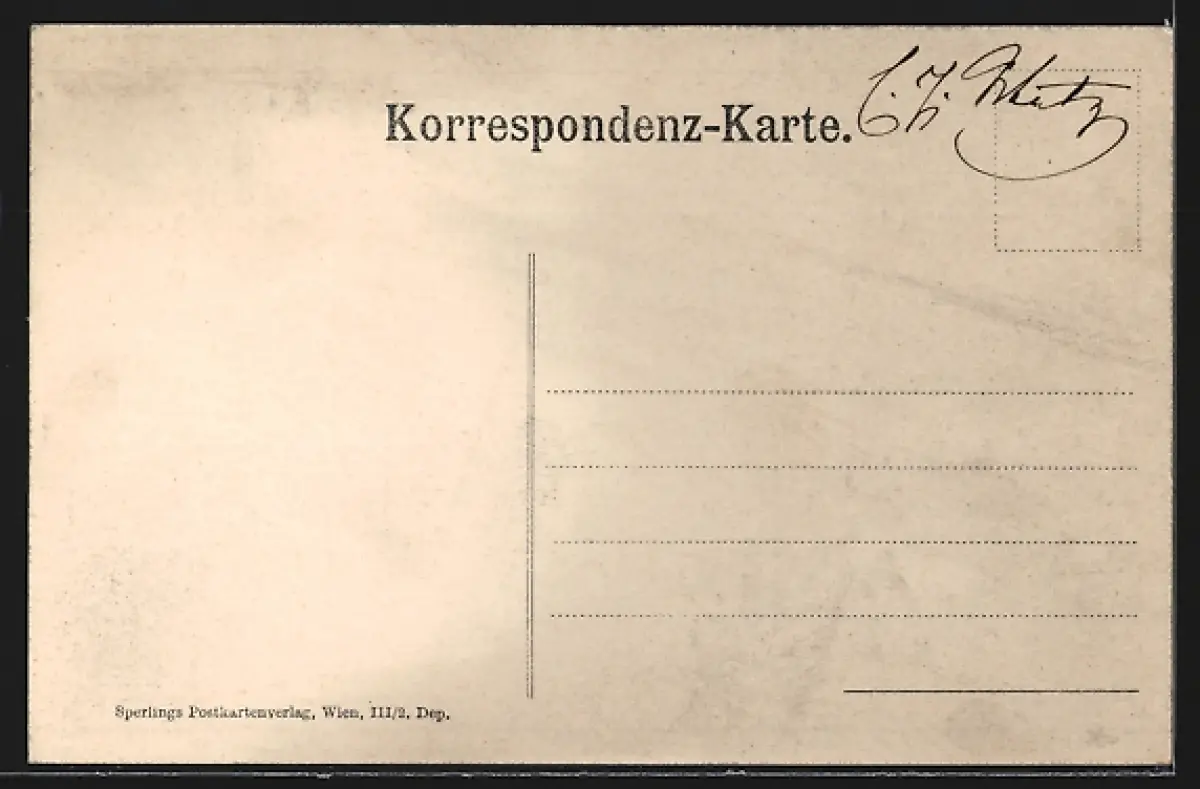 Korrespondenz-Karte.
Sperlings Postkartenverlag, Wien, III/2, Dep.